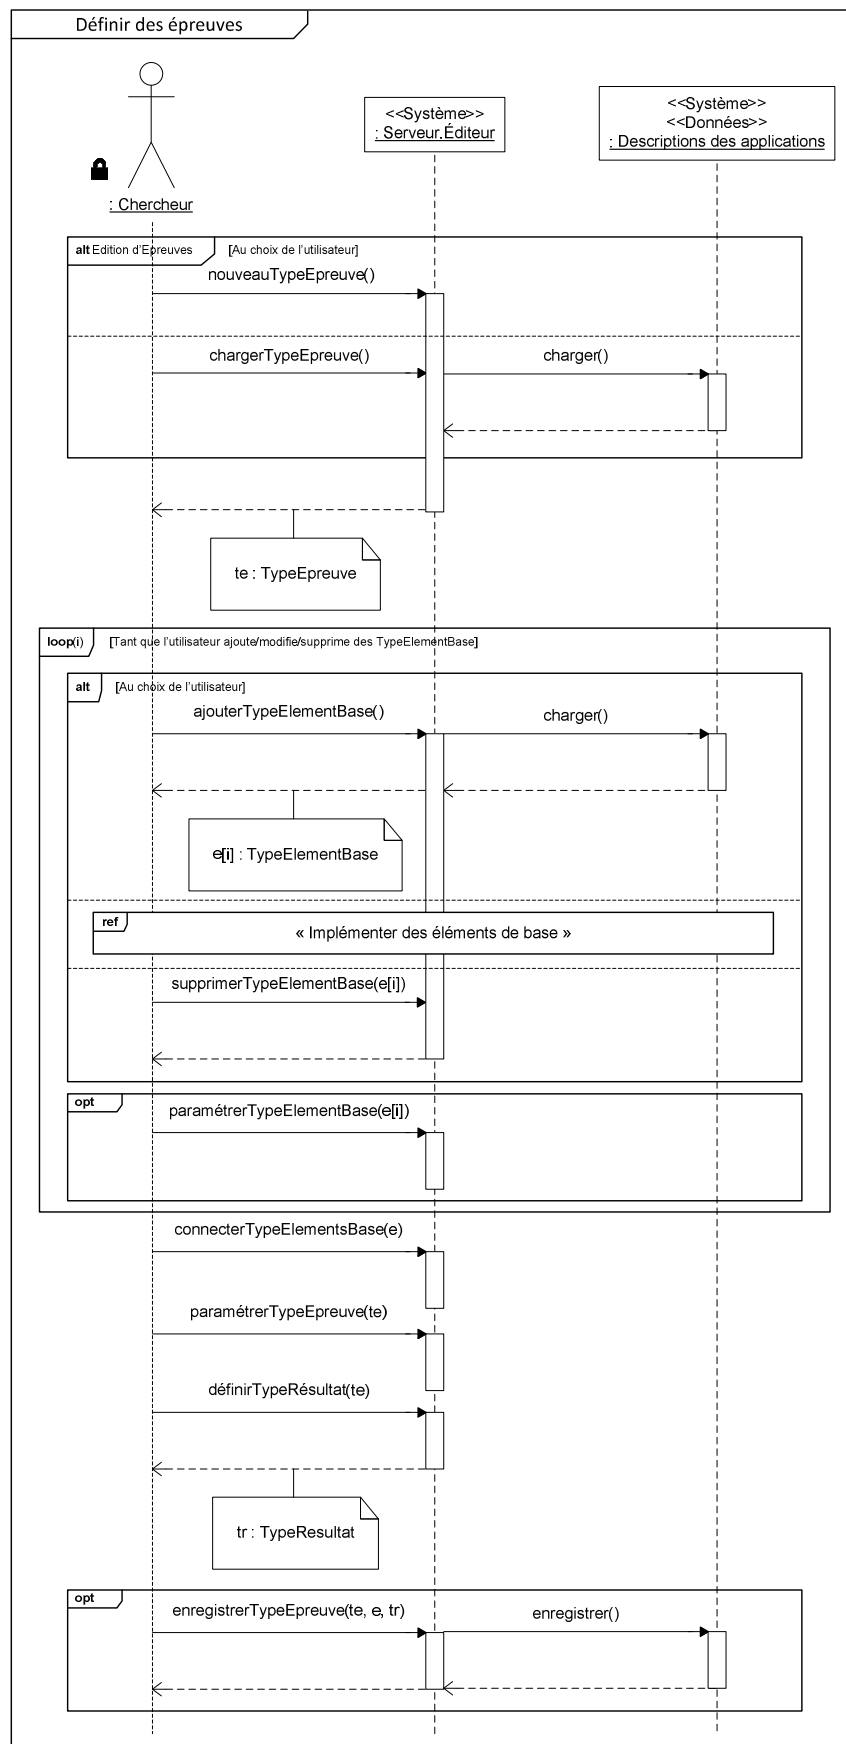 Définir des épreuves
<<Système>>
: Serveur.Éditeur
<<Système>>
<<Données>>
: Descriptions des applications
: Chercheur
alt Edition d'Epreuves [Au choix de l'utilisateur]
nouveauTypeEpreuve()
chargerTypeEpreuve()
charger()
te : TypeEpreuve
loop(i) [Tant que l'utilisateur ajoute/modifie/supprime des TypeElementBase]
alt [Au choix de l'utilisateur]
ajouterTypeElementBase()
charger()
e[i] : TypeElementBase
ref
« Implémenter des éléments de base »
supprimerTypeElementBase(e[i])
opt
paramétrerTypeElementBase(e[i])
connecterTypeElementsBase(e)
paramétrerTypeEpreuve(te)
définirTypeRésultat(te)
tr : TypeResultat
opt
enregistrerTypeEpreuve(te, e, tr)
enregistrer()